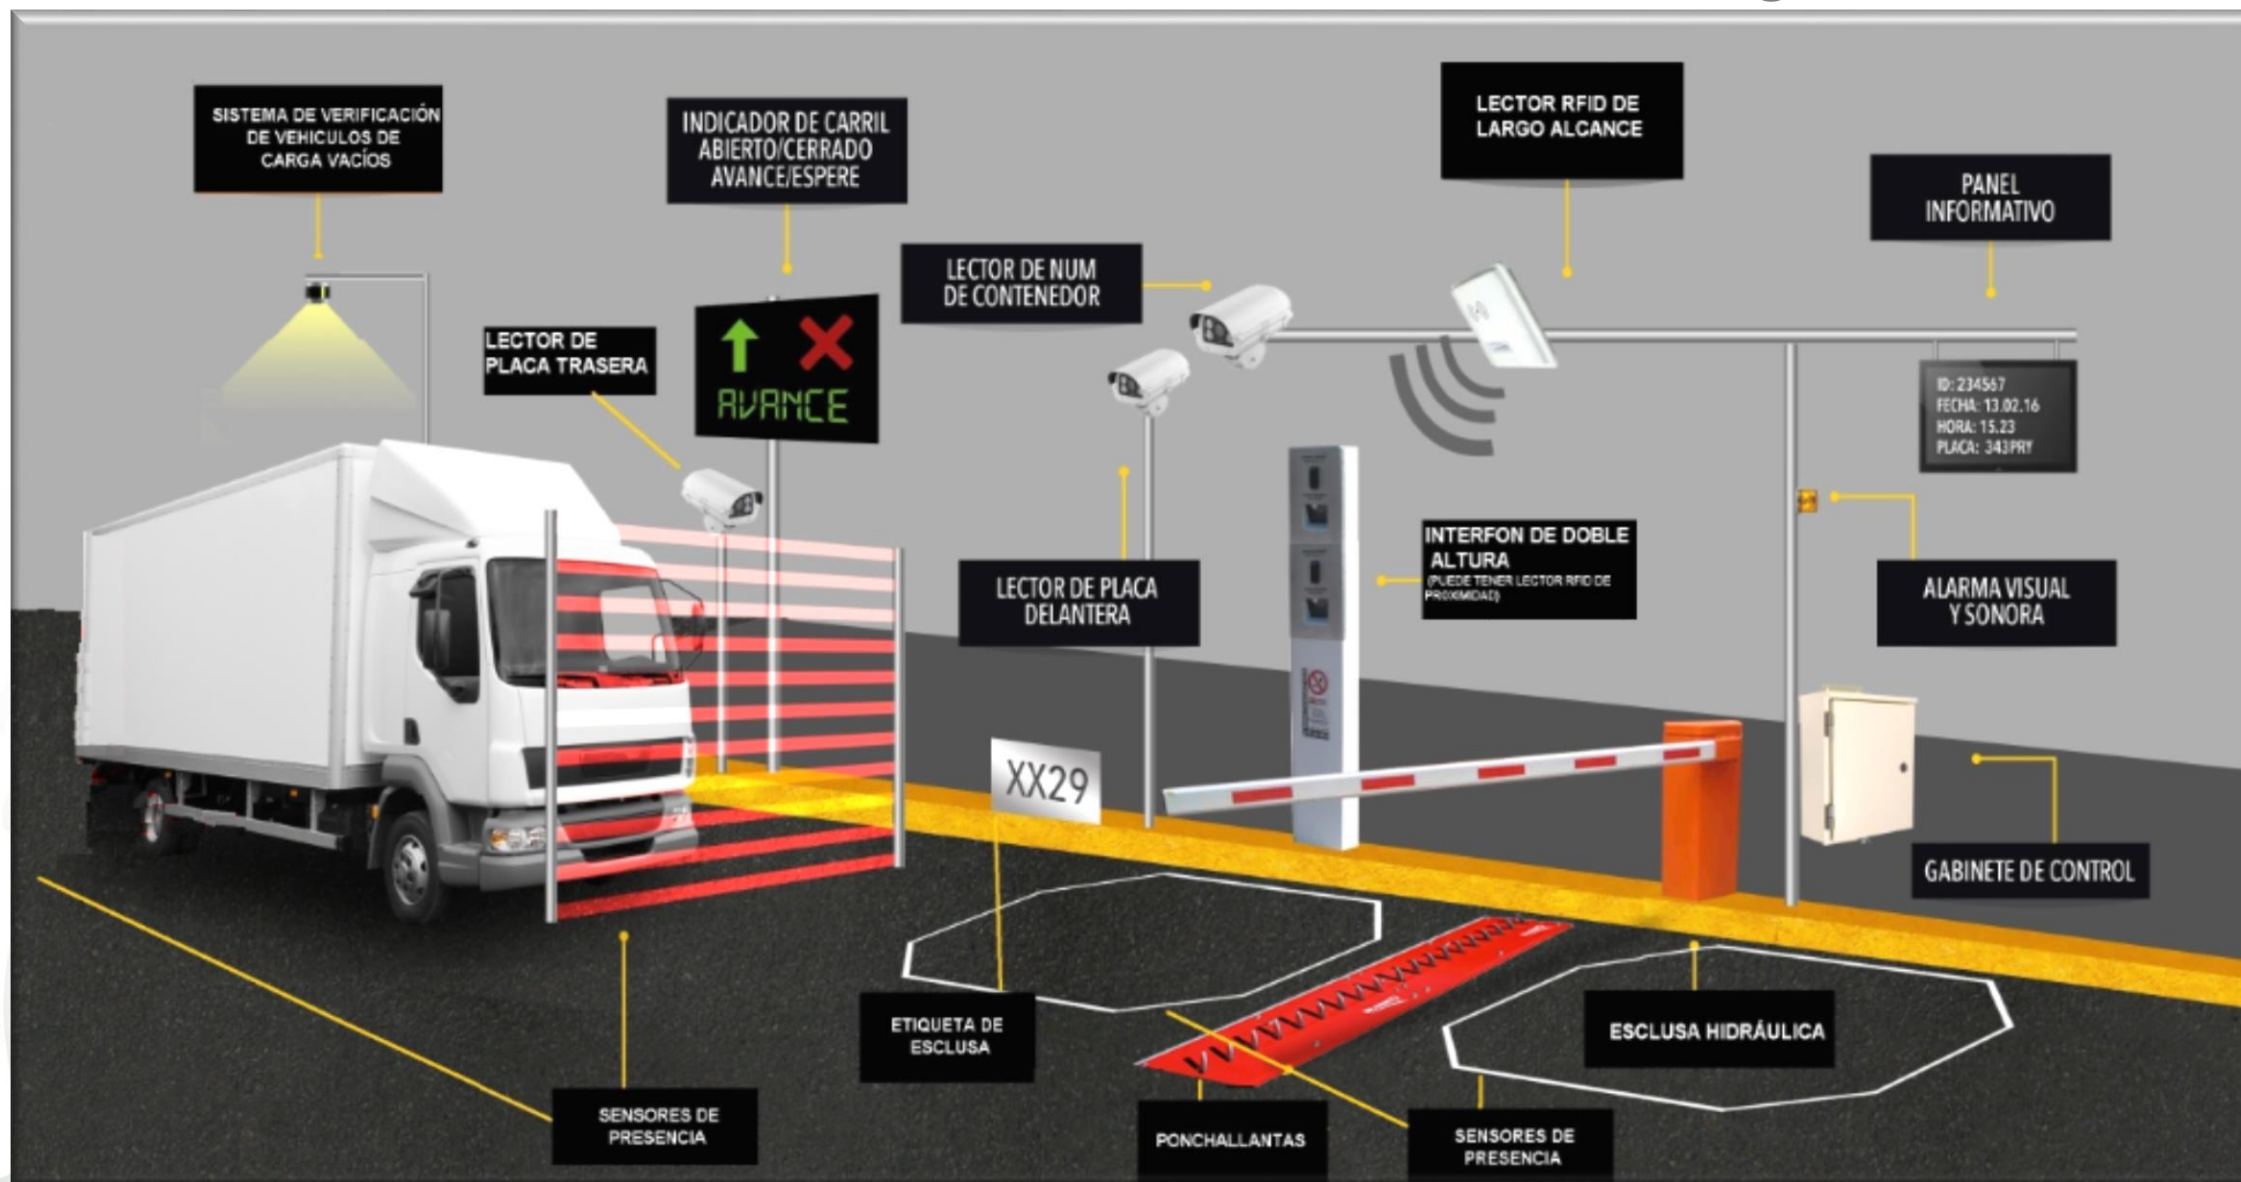 SISTEMA DE VERIFICACIÓN
DE VEHICULOS DE
CARGA VACÍOS
INDICADOR DE CARRIL
ABIERTO/CERRADO
AVANCE/ESPERE
LECTOR RFID DE
LARGO ALCANCE
PANEL
INFORMATIVO
LECTOR DE NUM
DE CONTENEDOR
LECTOR DE
PLACA TRASERA
AVANCE
ID: 234567
FECHA: 13.02.16
HORA: 15.23
PLACA: 343PRY
INTERFON DE DOBLE
ALTURA
(PUEDE TENER LECTOR RFID DE
PROXIMIDAD)
LECTOR DE PLACA
DELANTERA
ALARMA VISUAL
Y SONORA
XX29
GABINETE DE CONTROL
ETIQUETA DE
ESCLUSA
ESCLUSA HIDRÁULICA
SENSORES DE
PRESENCIA
PONCHALLANTAS
SENSORES DE
PRESENCIA